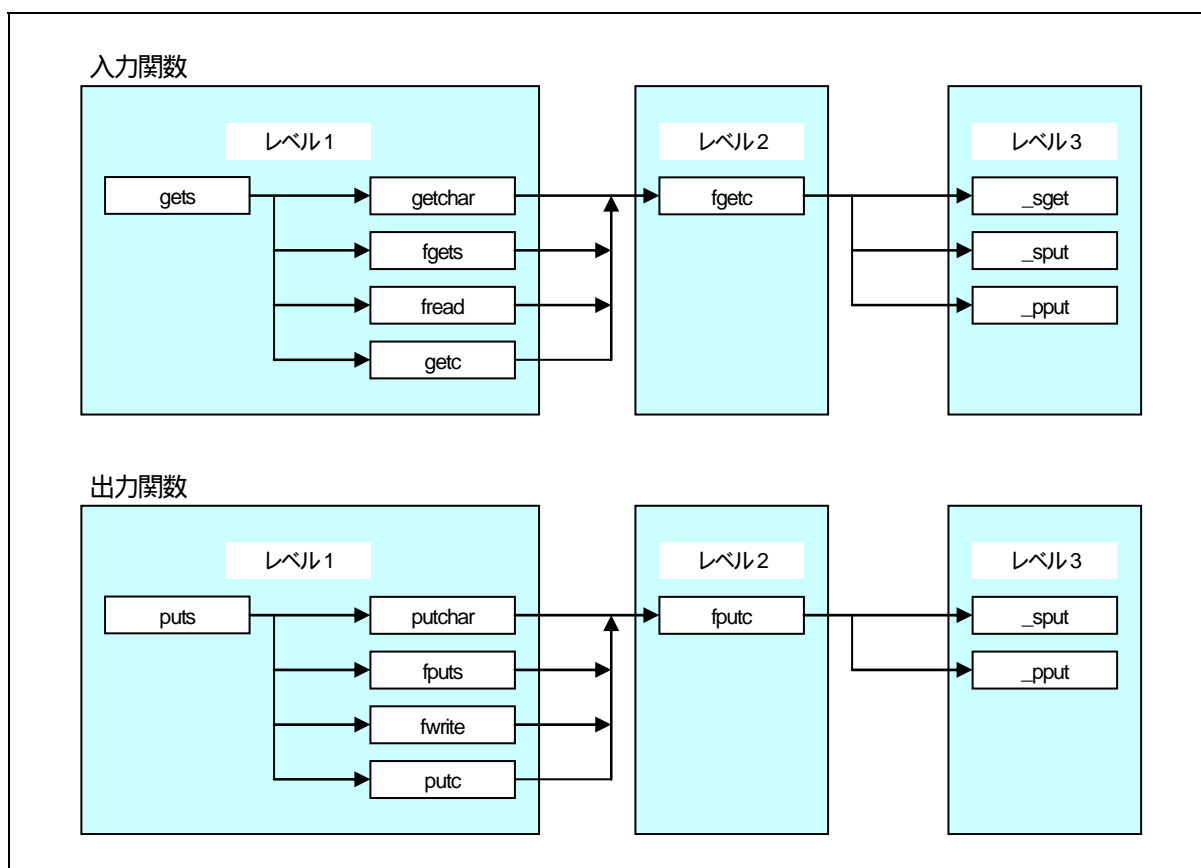 入力関数
レベル1
レベル2
レベル3
gets
getchar
fgetc
_sget
fgets
_sput
fread
_pput
getc
出力関数
レベル1
レベル2
レベル3
puts
putchar
fputc
_sput
fputs
_pput
fwrite
putc